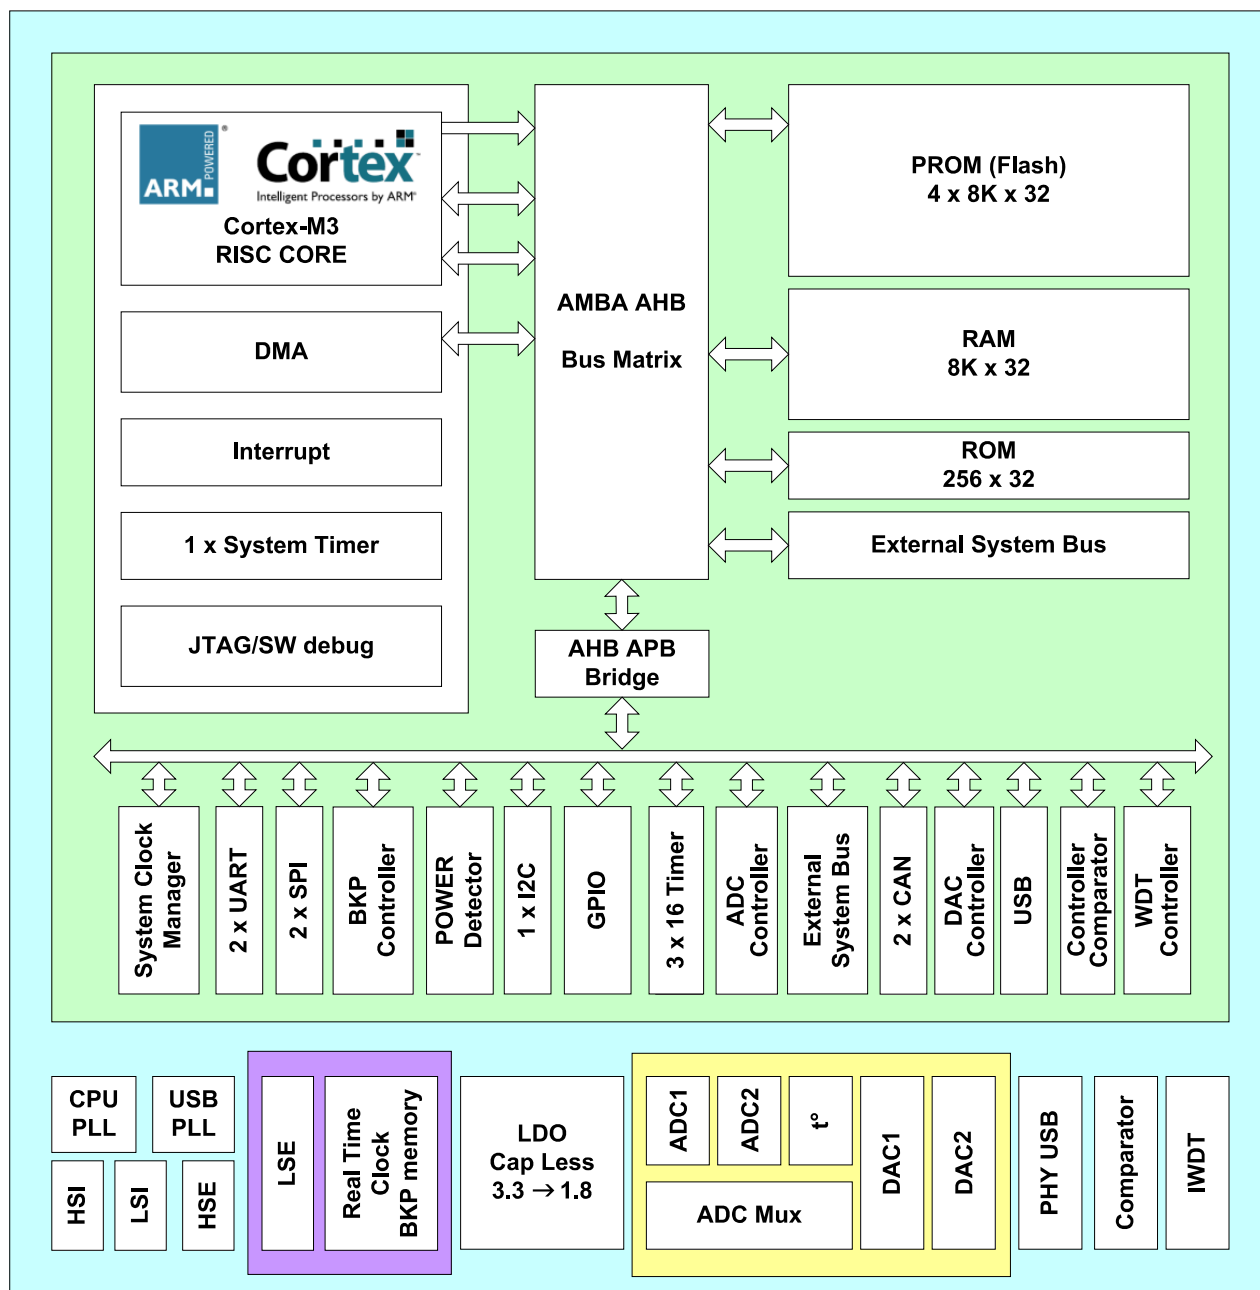 ARM POWERED ®
Cortex™
Intelligent Processors by ARM®
Cortex-M3
RISC CORE
DMA
Interrupt
1 x System Timer
JTAG/SW debug
AMBA AHB
Bus Matrix
AHB APB
Bridge
PROM (Flash)
4 x 8K x 32
RAM
8K x 32
ROM
256 x 32
External System Bus
System Clock
Manager
2 x UART
2 x SPI
BKP
Controller
POWER
Detector
1 x I2C
GPIO
3 x 16 Timer
ADC
Controller
External
System Bus
2 x CAN
DAC
Controller
USB
Controller
Comparator
WDT
Controller
CPU
PLL
USB
PLL
HSI
LSI
HSE
LSE
Real Time
Clock
BKP memory
LDO
Cap Less
3.3 → 1.8
ADC1
ADC2
t°
ADC Mux
DAC1
DAC2
PHY USB
Comparator
IWDT